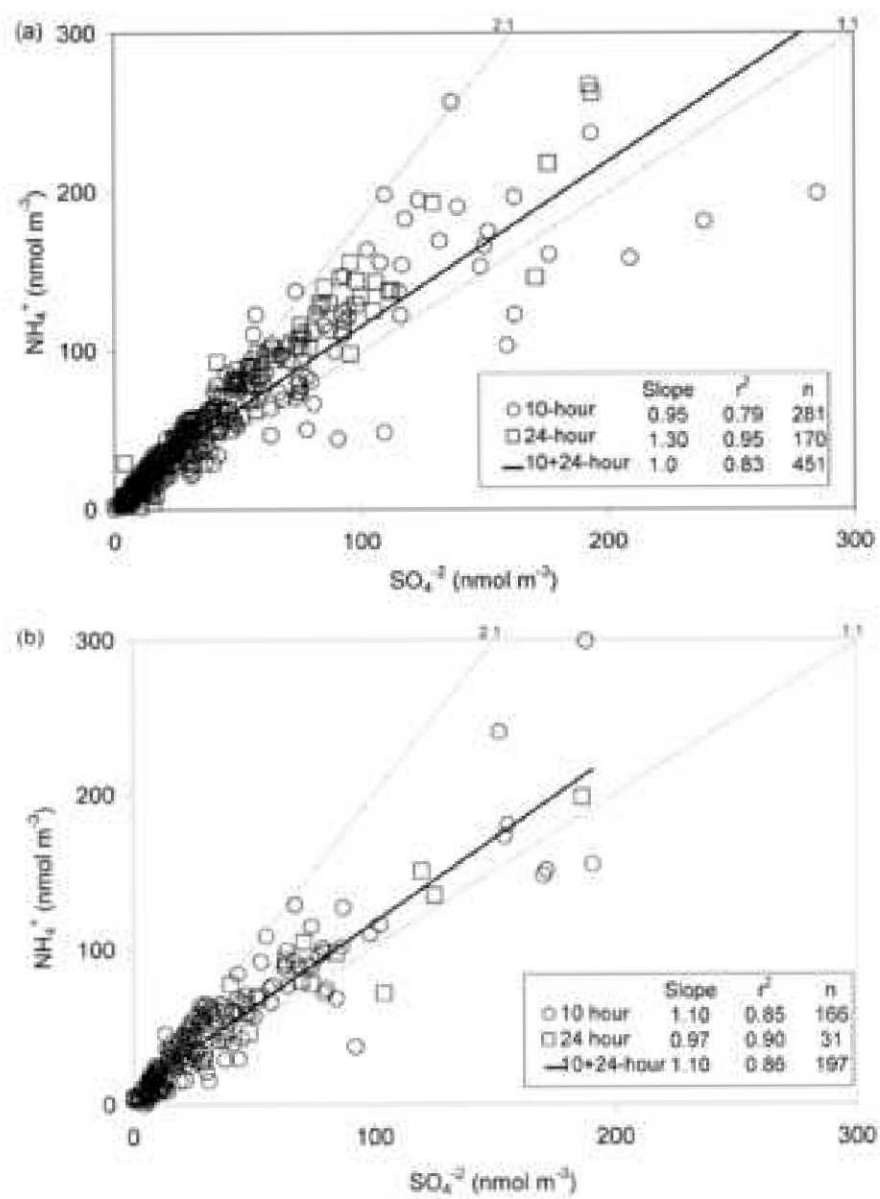 (a)
300
2:1
1:1
200
100
0
NH₄⁺ (nmol m⁻³)
Slope r² n
10-hour 0.95 0.79 281
24-hour 1.30 0.95 170
10+24-hour 1.0 0.83 451
0 100 200 300
SO₄⁻² (nmol m⁻³)
(b)
300
2:1
1:1
200
100
0
NH₄⁺ (nmol m⁻³)
Slope r² n
10 hour 1.10 0.85 166
24 hour 0.97 0.90 31
10+24-hour 1.10 0.86 197
0 100 200 300
SO₄⁻² (nmol m⁻³)